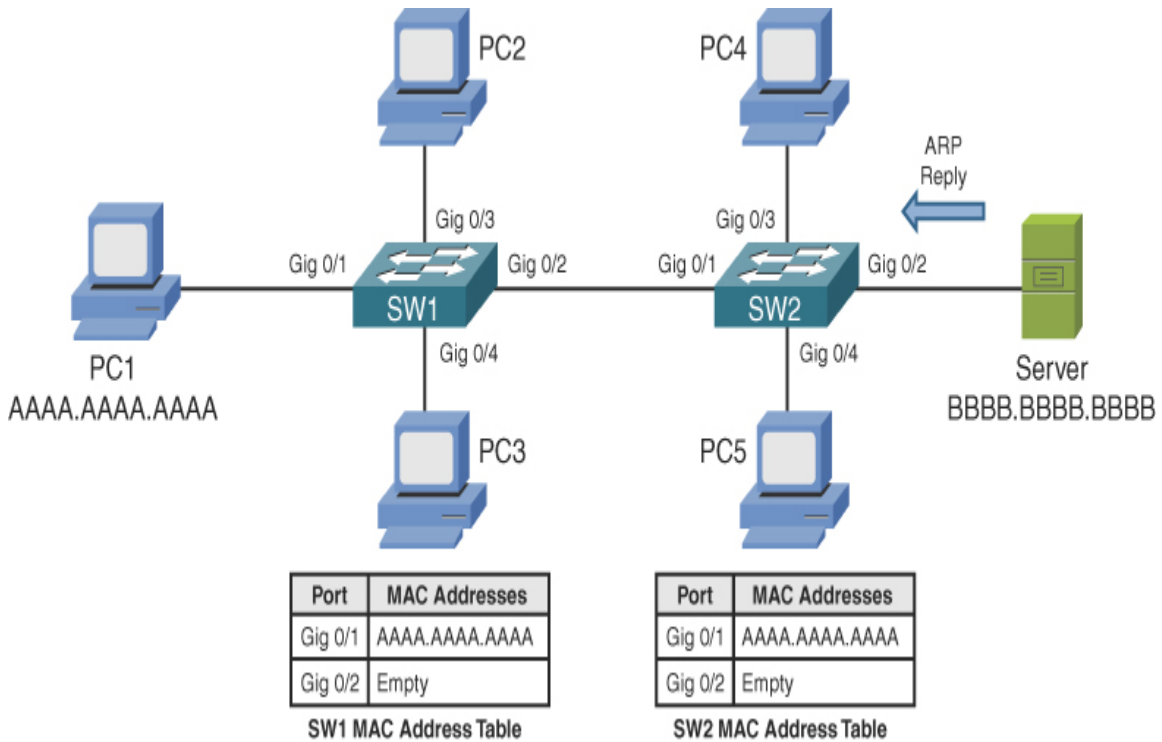 PC2
PC4
ARP
Reply
Gig 0/3
Gig 0/3
Gig 0/1
Gig 0/2
Gig 0/1
Gig 0/2
SW1
SW2
Gig 0/4
Gig 0/4
PC1
AAAA.AAAA.AAAA
Server
BBBB.BBBB.BBBB
PC3
PC5
Port MAC Addresses
Gig 0/1 AAAA.AAAA.AAAA
Gig 0/2 Empty
SW1 MAC Address Table
Port MAC Addresses
Gig 0/1 AAAA.AAAA.AAAA
Gig 0/2 Empty
SW2 MAC Address Table